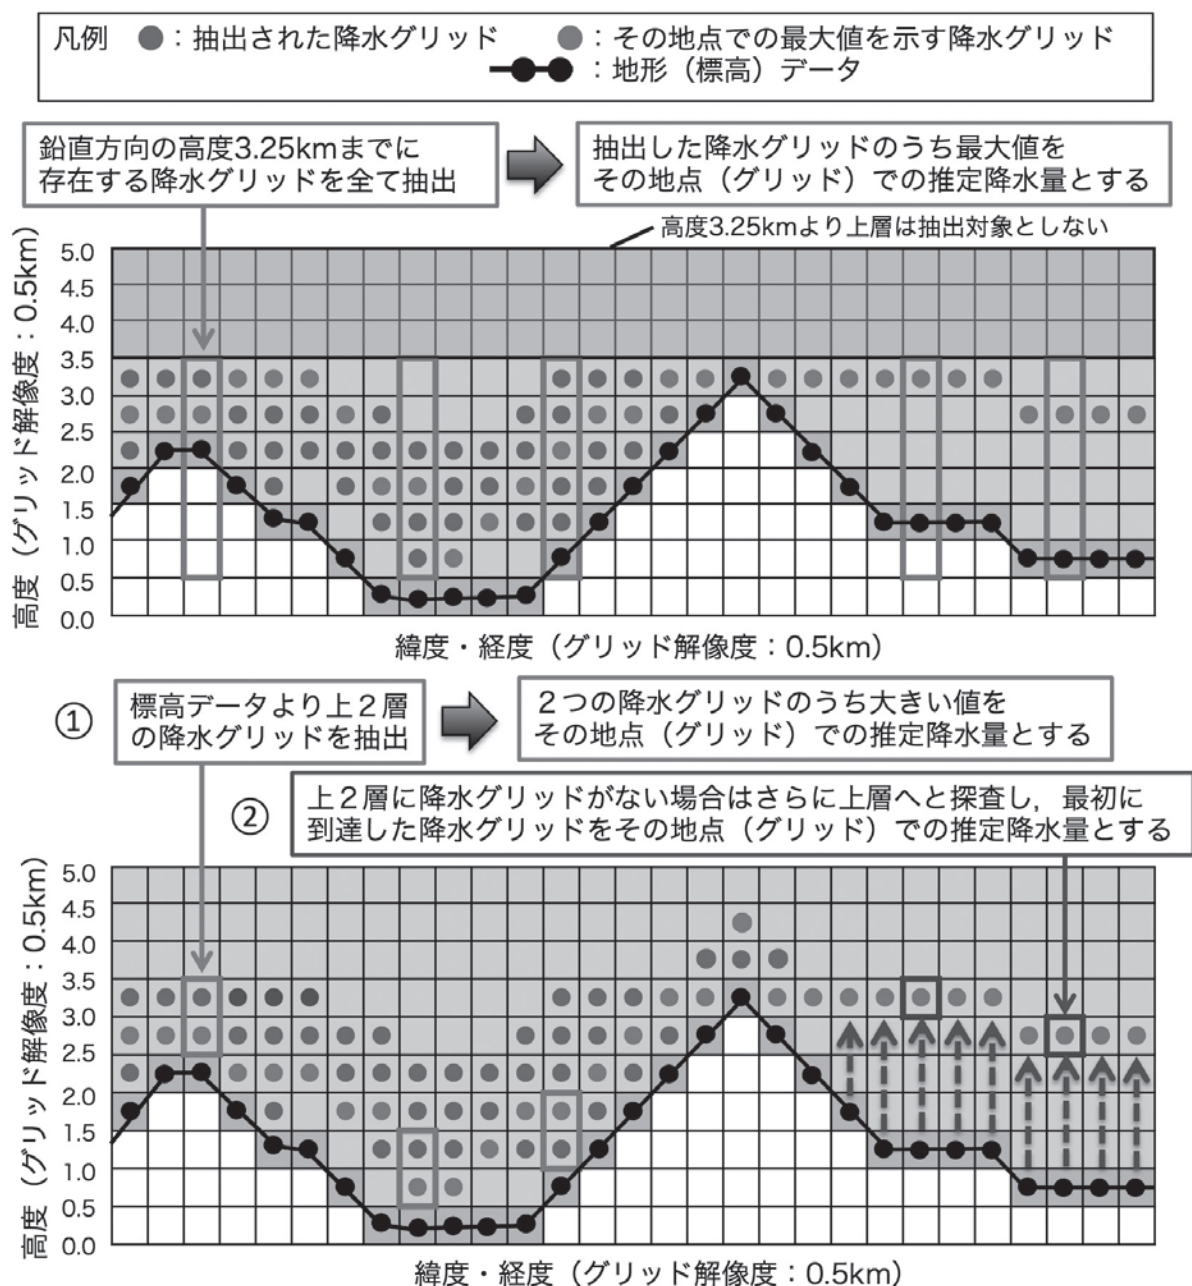 凡例 ●：抽出された降水グリッド ●：その地点での最大値を示す降水グリッド
：地形（標高）データ
鉛直方向の高度3.25kmまでに
存在する降水グリッドを全て抽出
抽出した降水グリッドのうち最大値を
その地点（グリッド）での推定降水量とする
高度3.25kmより上層は抽出対象としない
高度（グリッド解像度：0.5km）
5.0
4.5
4.0
3.5
3.0
2.5
2.0
1.5
1.0
0.5
0.0
緯度・経度（グリッド解像度：0.5km）
①
標高データより上２層
の降水グリッドを抽出
２つの降水グリッドのうち大きい値を
その地点（グリッド）での推定降水量とする
②
上２層に降水グリッドがない場合はさらに上層へと探査し，最初に
到達した降水グリッドをその地点（グリッド）での推定降水量とする
高度（グリッド解像度：0.5km）
5.0
4.5
4.0
3.5
3.0
2.5
2.0
1.5
1.0
0.5
0.0
緯度・経度（グリッド解像度：0.5km）